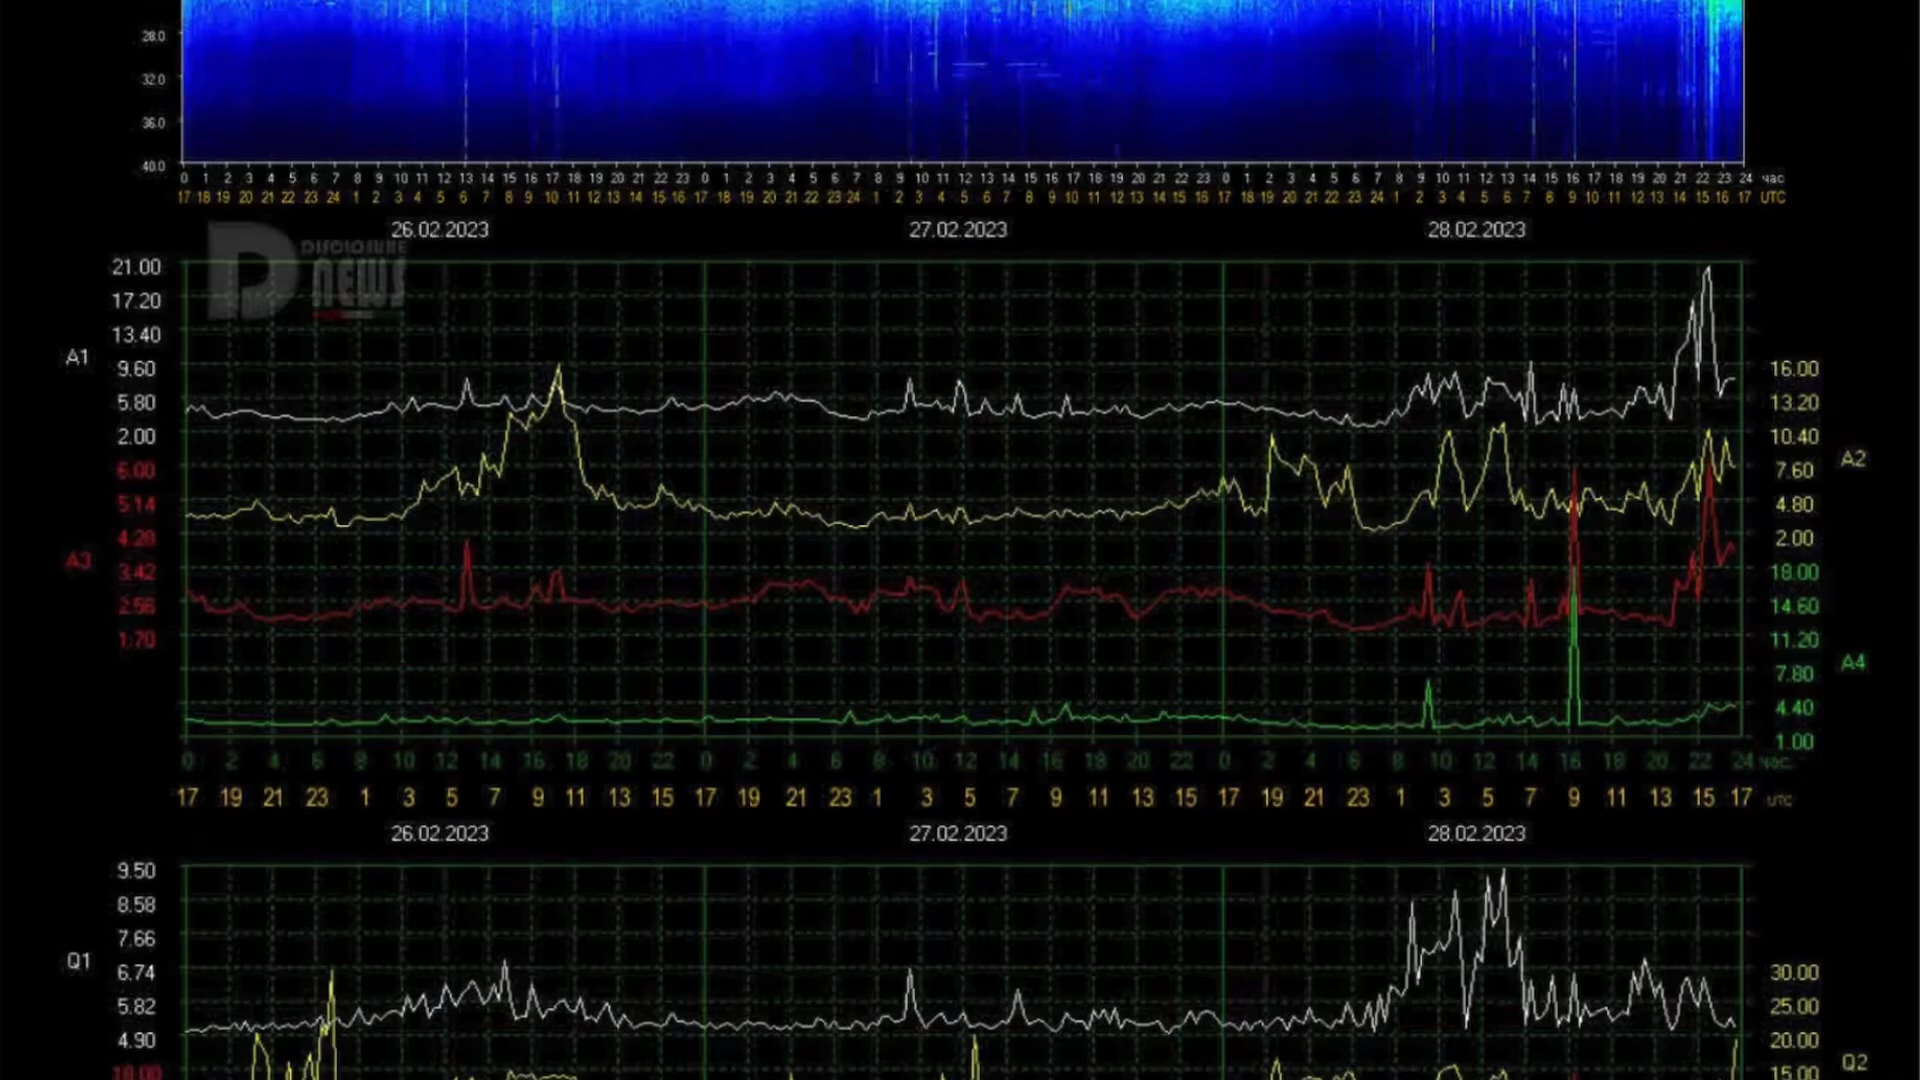 28.0
32.0
36.0
40.0
0 1 2 3 4 5 6 7 8 9 10 11 12 13 14 15 16 17 18 19 20 21 22 23 0 1 2 3 4 5 6 7 8 9 10 11 12 13 14 15 16 17 18 19 20 21 22 23 0 1 2 3 4 5 6 7 8 9 10 11 12 13 14 15 16 17 18 19 20 21 22 23 24 час
17 18 19 20 21 22 23 24 1 2 3 4 5 6 7 8 9 10 11 12 13 14 15 16 17 18 19 20 21 22 23 24 1 2 3 4 5 6 7 8 9 10 11 12 13 14 15 16 17 18 19 20 21 22 23 24 1 2 3 4 5 6 7 8 9 10 11 12 13 14 15 16 17 UTC
26.02.2023 27.02.2023 28.02.2023
D DISCLOSURE NEWS
21.00
17.20
13.40
A1
9.60 16.00
5.80 13.20
2.00 10.40
A2
6.00 7.60
5.14 4.80
4.28 2.00
A3
3.42 18.00
2.56 14.60
1.70 11.20
A4
7.80
4.40
1.00
0 2 4 6 8 10 12 14 16 18 20 22 0 2 4 6 8 10 12 14 16 18 20 22 0 2 4 6 8 10 12 14 16 18 20 22 24 час
17 19 21 23 1 3 5 7 9 11 13 15 17 19 21 23 1 3 5 7 9 11 13 15 17 19 21 23 1 3 5 7 9 11 13 15 17 UTC
26.02.2023 27.02.2023 28.02.2023
9.50
8.58
7.66
Q1
6.74 30.00
5.82 25.00
4.90 20.00
Q2
10.00 15.00